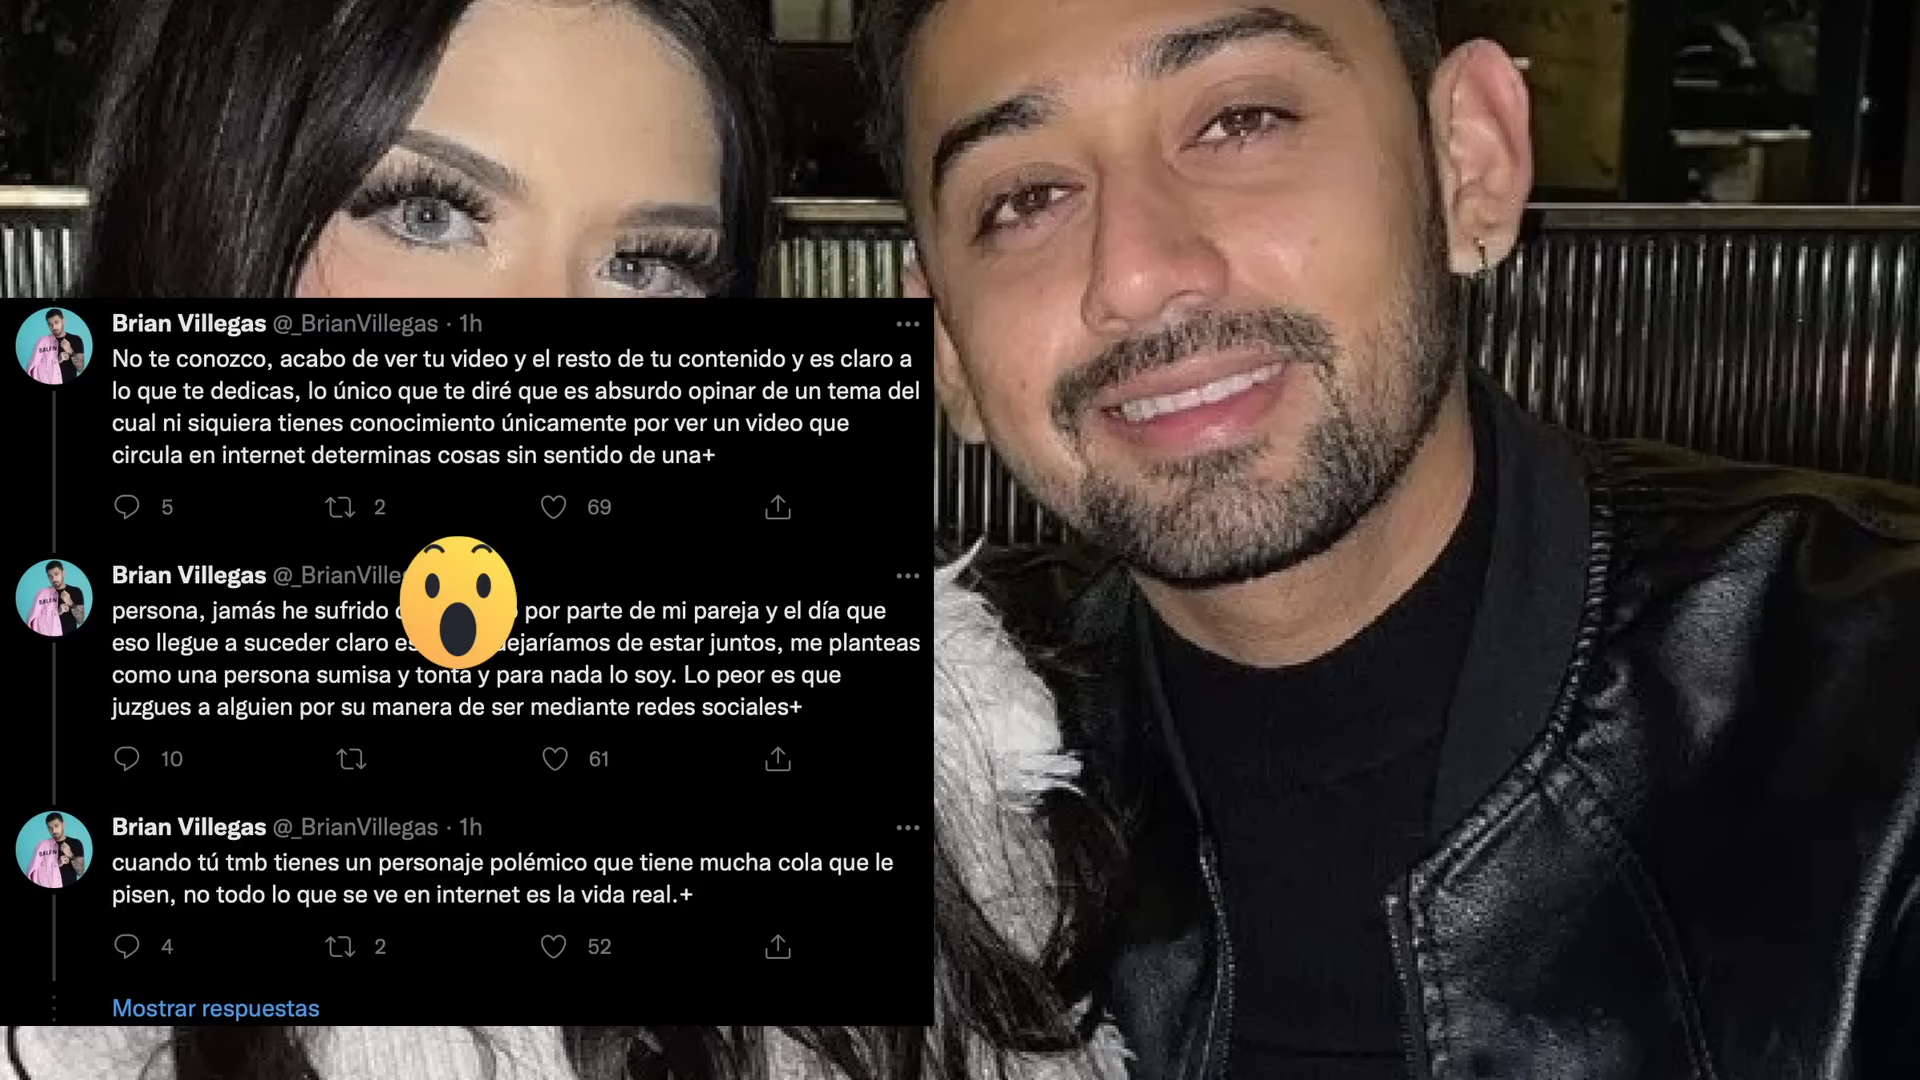 Brian Villegas @_BrianVillegas · 1h
No te conozco, acabo de ver tu video y el resto de tu contenido y es claro a
lo que te dedicas, lo único que te diré que es absurdo opinar de un tema del
cual ni siquiera tienes conocimiento únicamente por ver un video que
circula en internet determinas cosas sin sentido de una+
5 2 69
Brian Villegas @_BrianVille
persona, jamás he sufrido por parte de mi pareja y el día que
eso llegue a suceder claro es ejaríamos de estar juntos, me planteas
como una persona sumisa y tonta y para nada lo soy. Lo peor es que
juzgues a alguien por su manera de ser mediante redes sociales+
10 61
Brian Villegas @_BrianVillegas · 1h
cuando tú tmb tienes un personaje polémico que tiene mucha cola que le
pisen, no todo lo que se ve en internet es la vida real.+
4 2 52
Mostrar respuestas